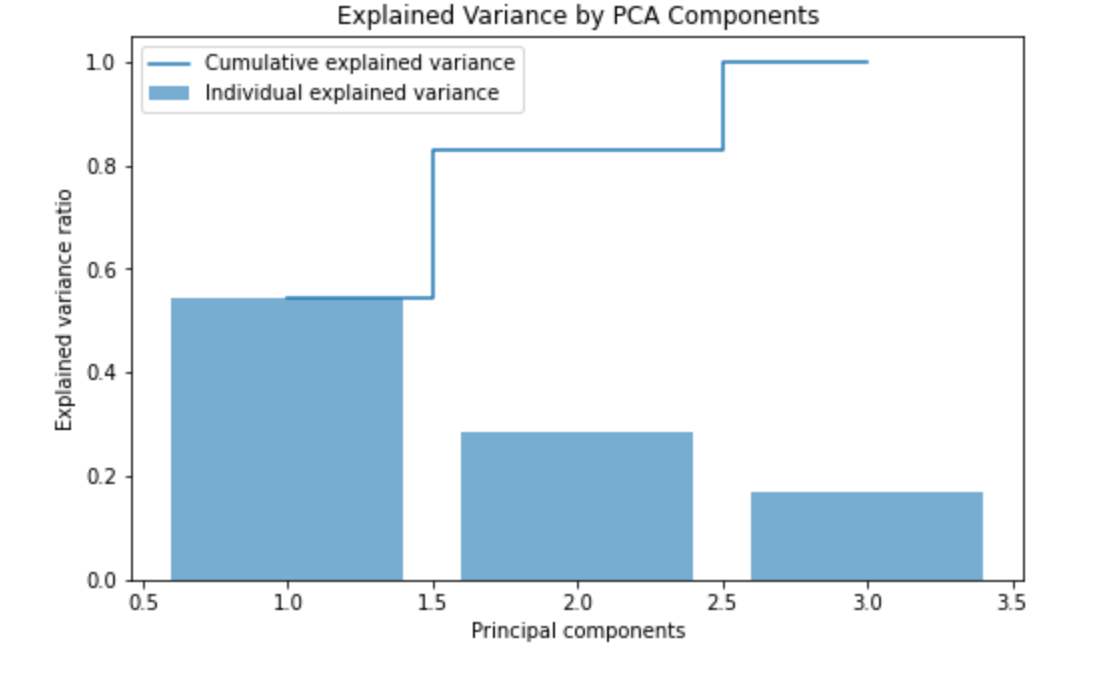 Explained Variance by PCA Components
Cumulative explained variance
Individual explained variance
Explained variance ratio
1.0
0.8
0.6
0.4
0.2
0.0
0.5 1.0 1.5 2.0 2.5 3.0 3.5
Principal components